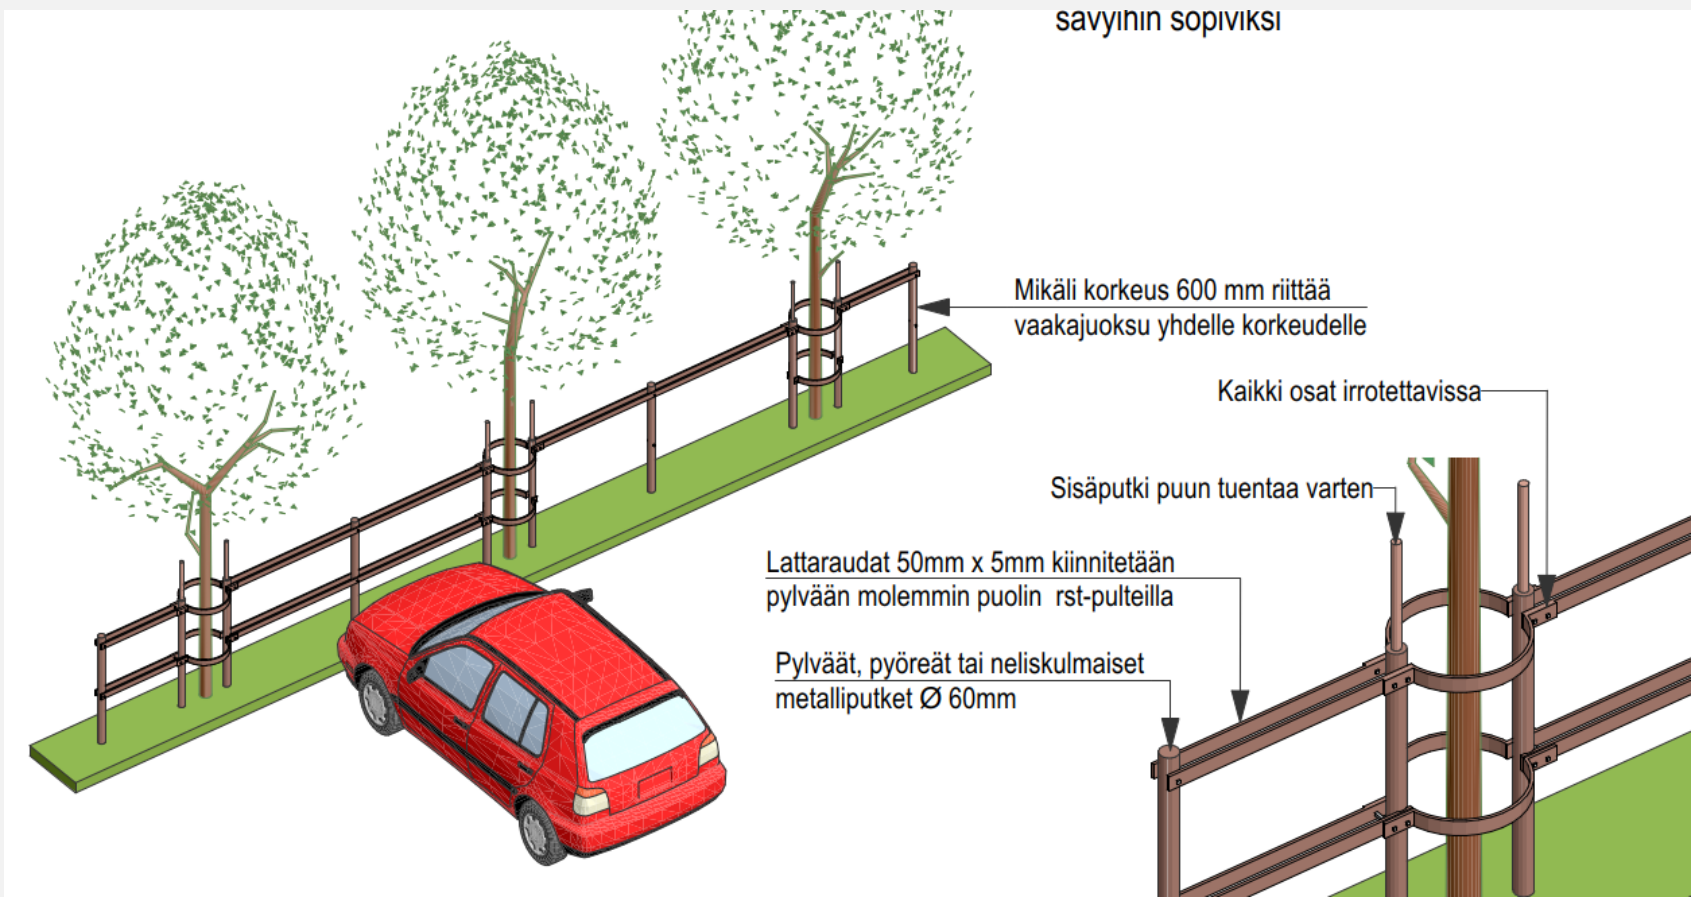 sävyihin sopiviksi
Mikäli korkeus 600 mm riittää
vaakajuoksu yhdelle korkeudelle
Kaikki osat irrotettavissa
Sisäputki puun tuentaa varten
Lattaraudat 50mm x 5mm kiinnitetään
pylvään molemmin puolin rst-pulteilla
Pylväät, pyöreät tai neliskulmaiset
metalliputket Ø 60mm